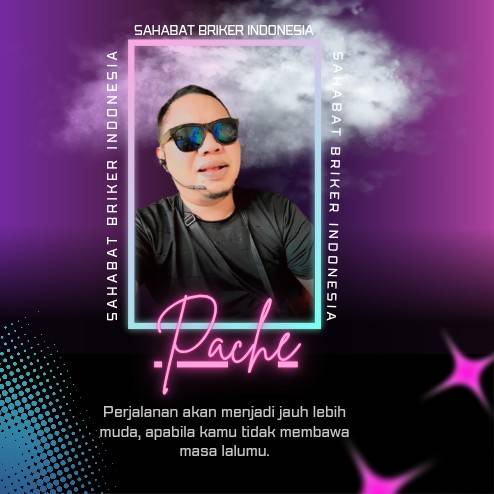 SAHABAT BRIKER INDONESIA
SAHABAT BRIKER INDONESIA
SAHABAT BRIKER INDONESIA
Pache
Perjalanan akan menjadi jauh lebih
muda, apabila kamu tidak membawa
masa lalumu.